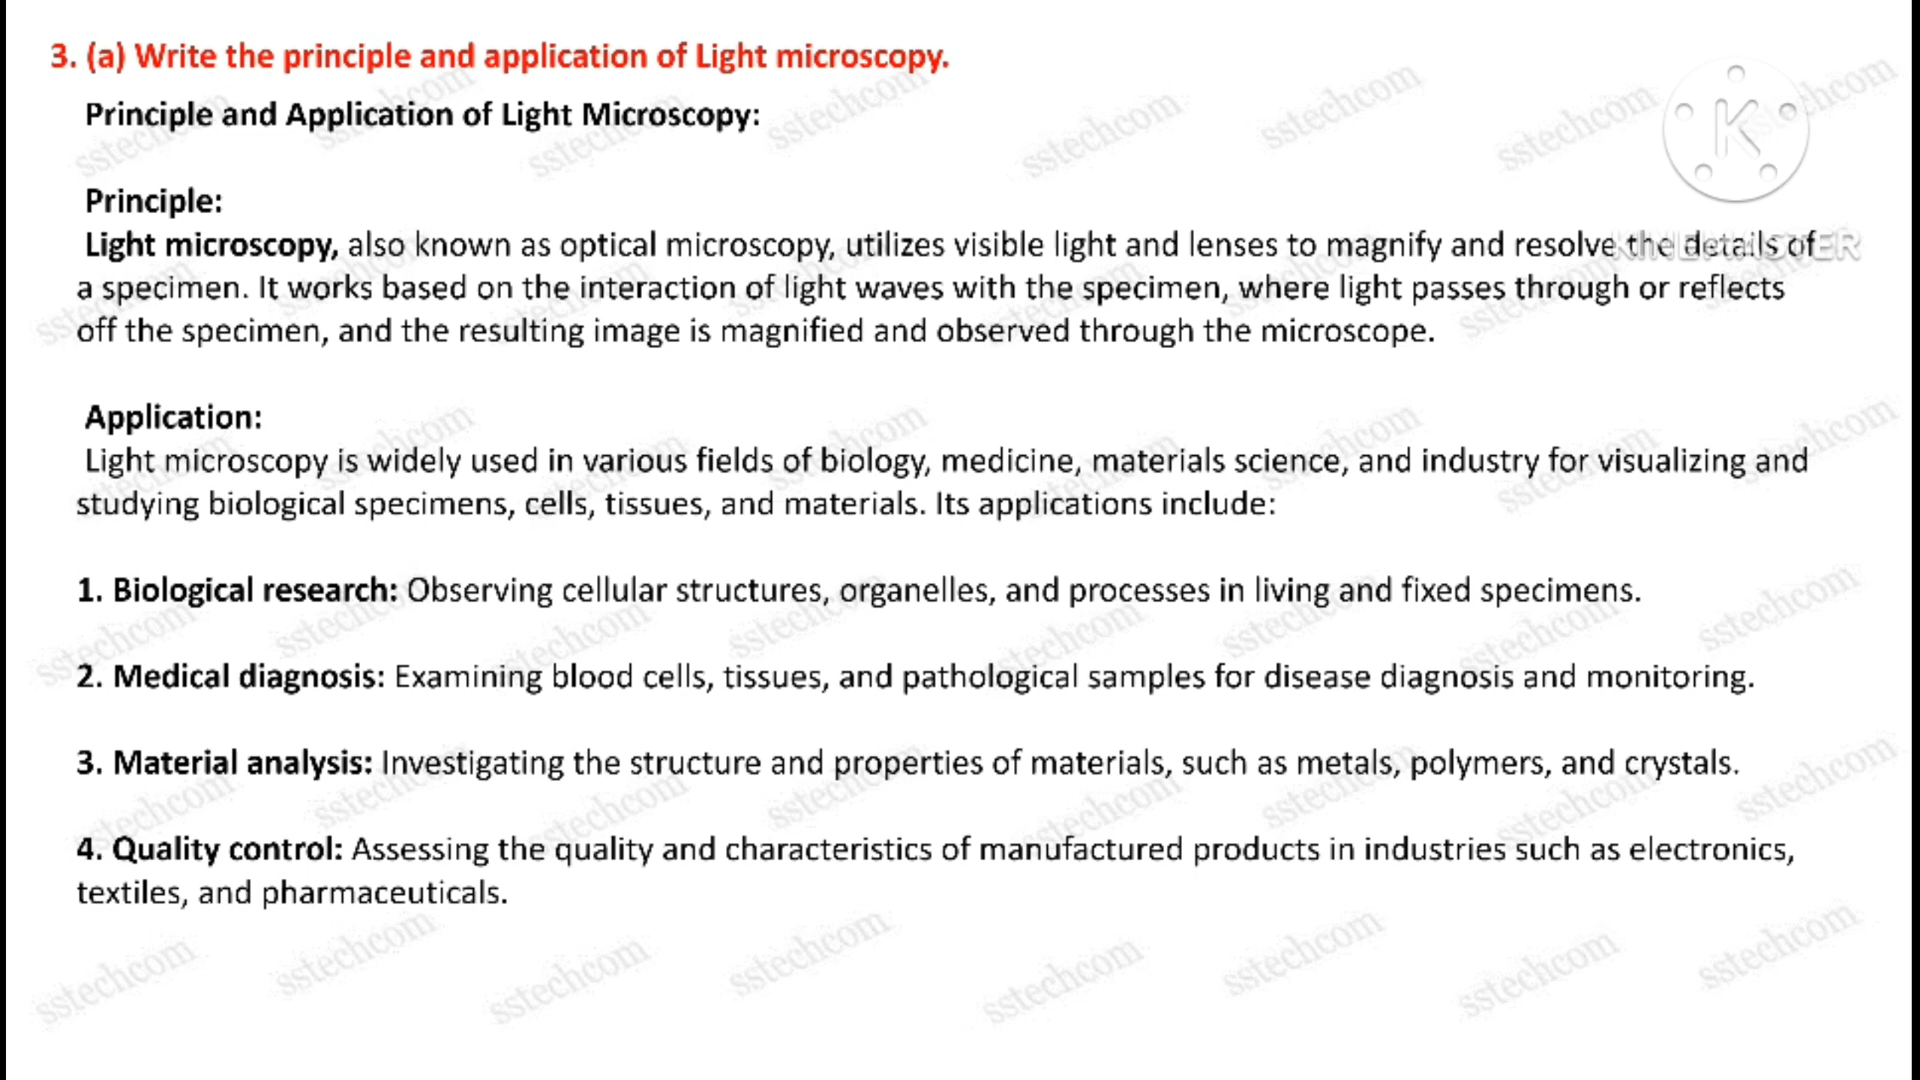 3. (a) Write the principle and application of Light microscopy.
Principle and Application of Light Microscopy:
Principle:
Light microscopy, also known as optical microscopy, utilizes visible light and lenses to magnify and resolve the details of
a specimen. It works based on the interaction of light waves with the specimen, where light passes through or reflects
off the specimen, and the resulting image is magnified and observed through the microscope.
Application:
Light microscopy is widely used in various fields of biology, medicine, materials science, and industry for visualizing and
studying biological specimens, cells, tissues, and materials. Its applications include:
1. Biological research: Observing cellular structures, organelles, and processes in living and fixed specimens.
2. Medical diagnosis: Examining blood cells, tissues, and pathological samples for disease diagnosis and monitoring.
3. Material analysis: Investigating the structure and properties of materials, such as metals, polymers, and crystals.
4. Quality control: Assessing the quality and characteristics of manufactured products in industries such as electronics,
textiles, and pharmaceuticals.
K
KINEMASTER
sstechcom